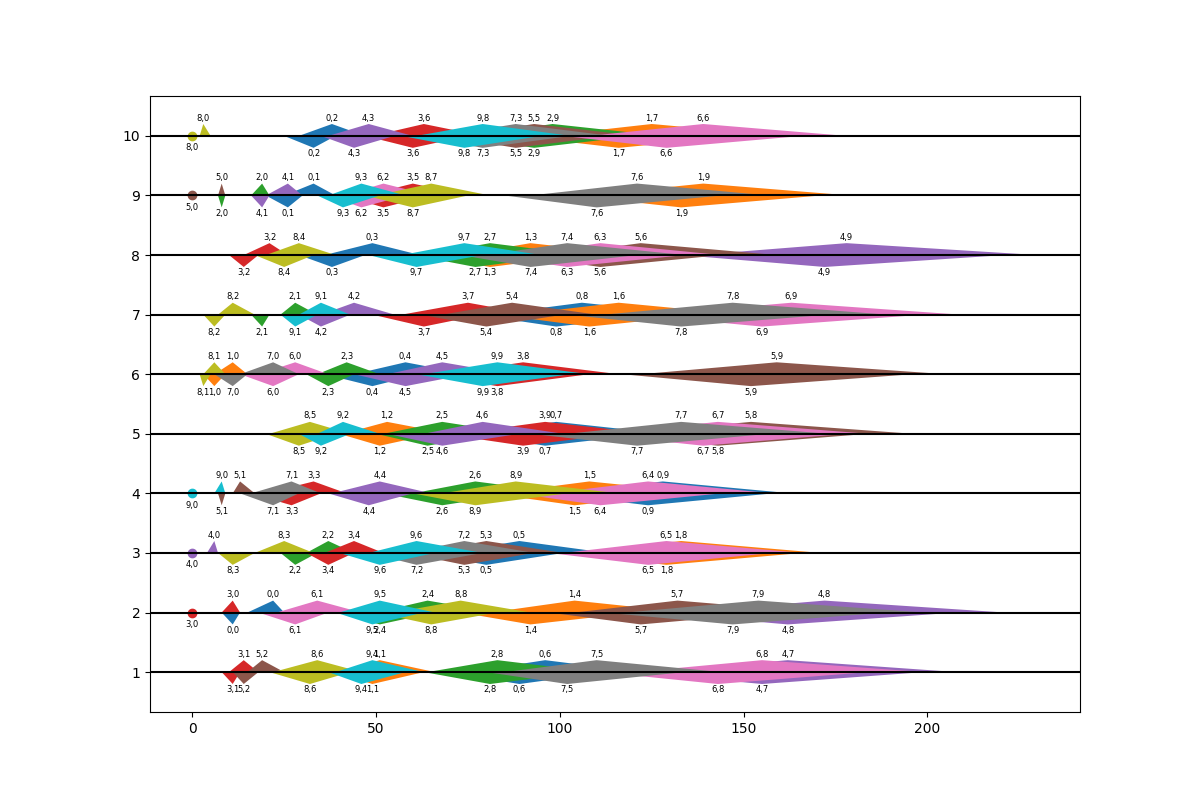 8,0 0,2 4,3 3,6 9,8 7,3 5,5 2,9 1,7 6,6
10
8,0 0,2 4,3 3,6 9,8 7,3 5,5 2,9 1,7 6,6
5,0 2,0 4,1 0,1 9,3 6,2 3,5 8,7 7,6 1,9
9
5,0 2,0 4,1 0,1 9,3 6,2 3,5 8,7 7,6 1,9
3,2 8,4 0,3 9,7 2,7 1,3 7,4 6,3 5,6 4,9
8
3,2 8,4 0,3 9,7 2,7 1,3 7,4 6,3 5,6 4,9
8,2 2,1 9,1 4,2 3,7 5,4 0,8 1,6 7,8 6,9
7
8,2 2,1 9,1 4,2 3,7 5,4 0,8 1,6 7,8 6,9
8,1 1,0 7,0 6,0 2,3 0,4 4,5 9,9 3,8 5,9
6
8,1 1,0 7,0 6,0 2,3 0,4 4,5 9,9 3,8 5,9
8,5 9,2 1,2 2,5 4,6 3,9 0,7 7,7 6,7 5,8
5
8,5 9,2 1,2 2,5 4,6 3,9 0,7 7,7 6,7 5,8
9,0 5,1 7,1 3,3 4,4 2,6 8,9 1,5 6,4 0,9
4
9,0 5,1 7,1 3,3 4,4 2,6 8,9 1,5 6,4 0,9
4,0 8,3 2,2 3,4 9,6 7,2 5,3 0,5 6,5 1,8
3
4,0 8,3 2,2 3,4 9,6 7,2 5,3 0,5 6,5 1,8
3,0 0,0 6,1 9,5 2,4 8,8 1,4 5,7 7,9 4,8
2
3,0 0,0 6,1 9,5 2,4 8,8 1,4 5,7 7,9 4,8
3,1 5,2 8,6 9,4 1,1 2,8 0,6 7,5 6,8 4,7
1
3,1 5,2 8,6 9,4 1,1 2,8 0,6 7,5 6,8 4,7
0 50 100 150 200